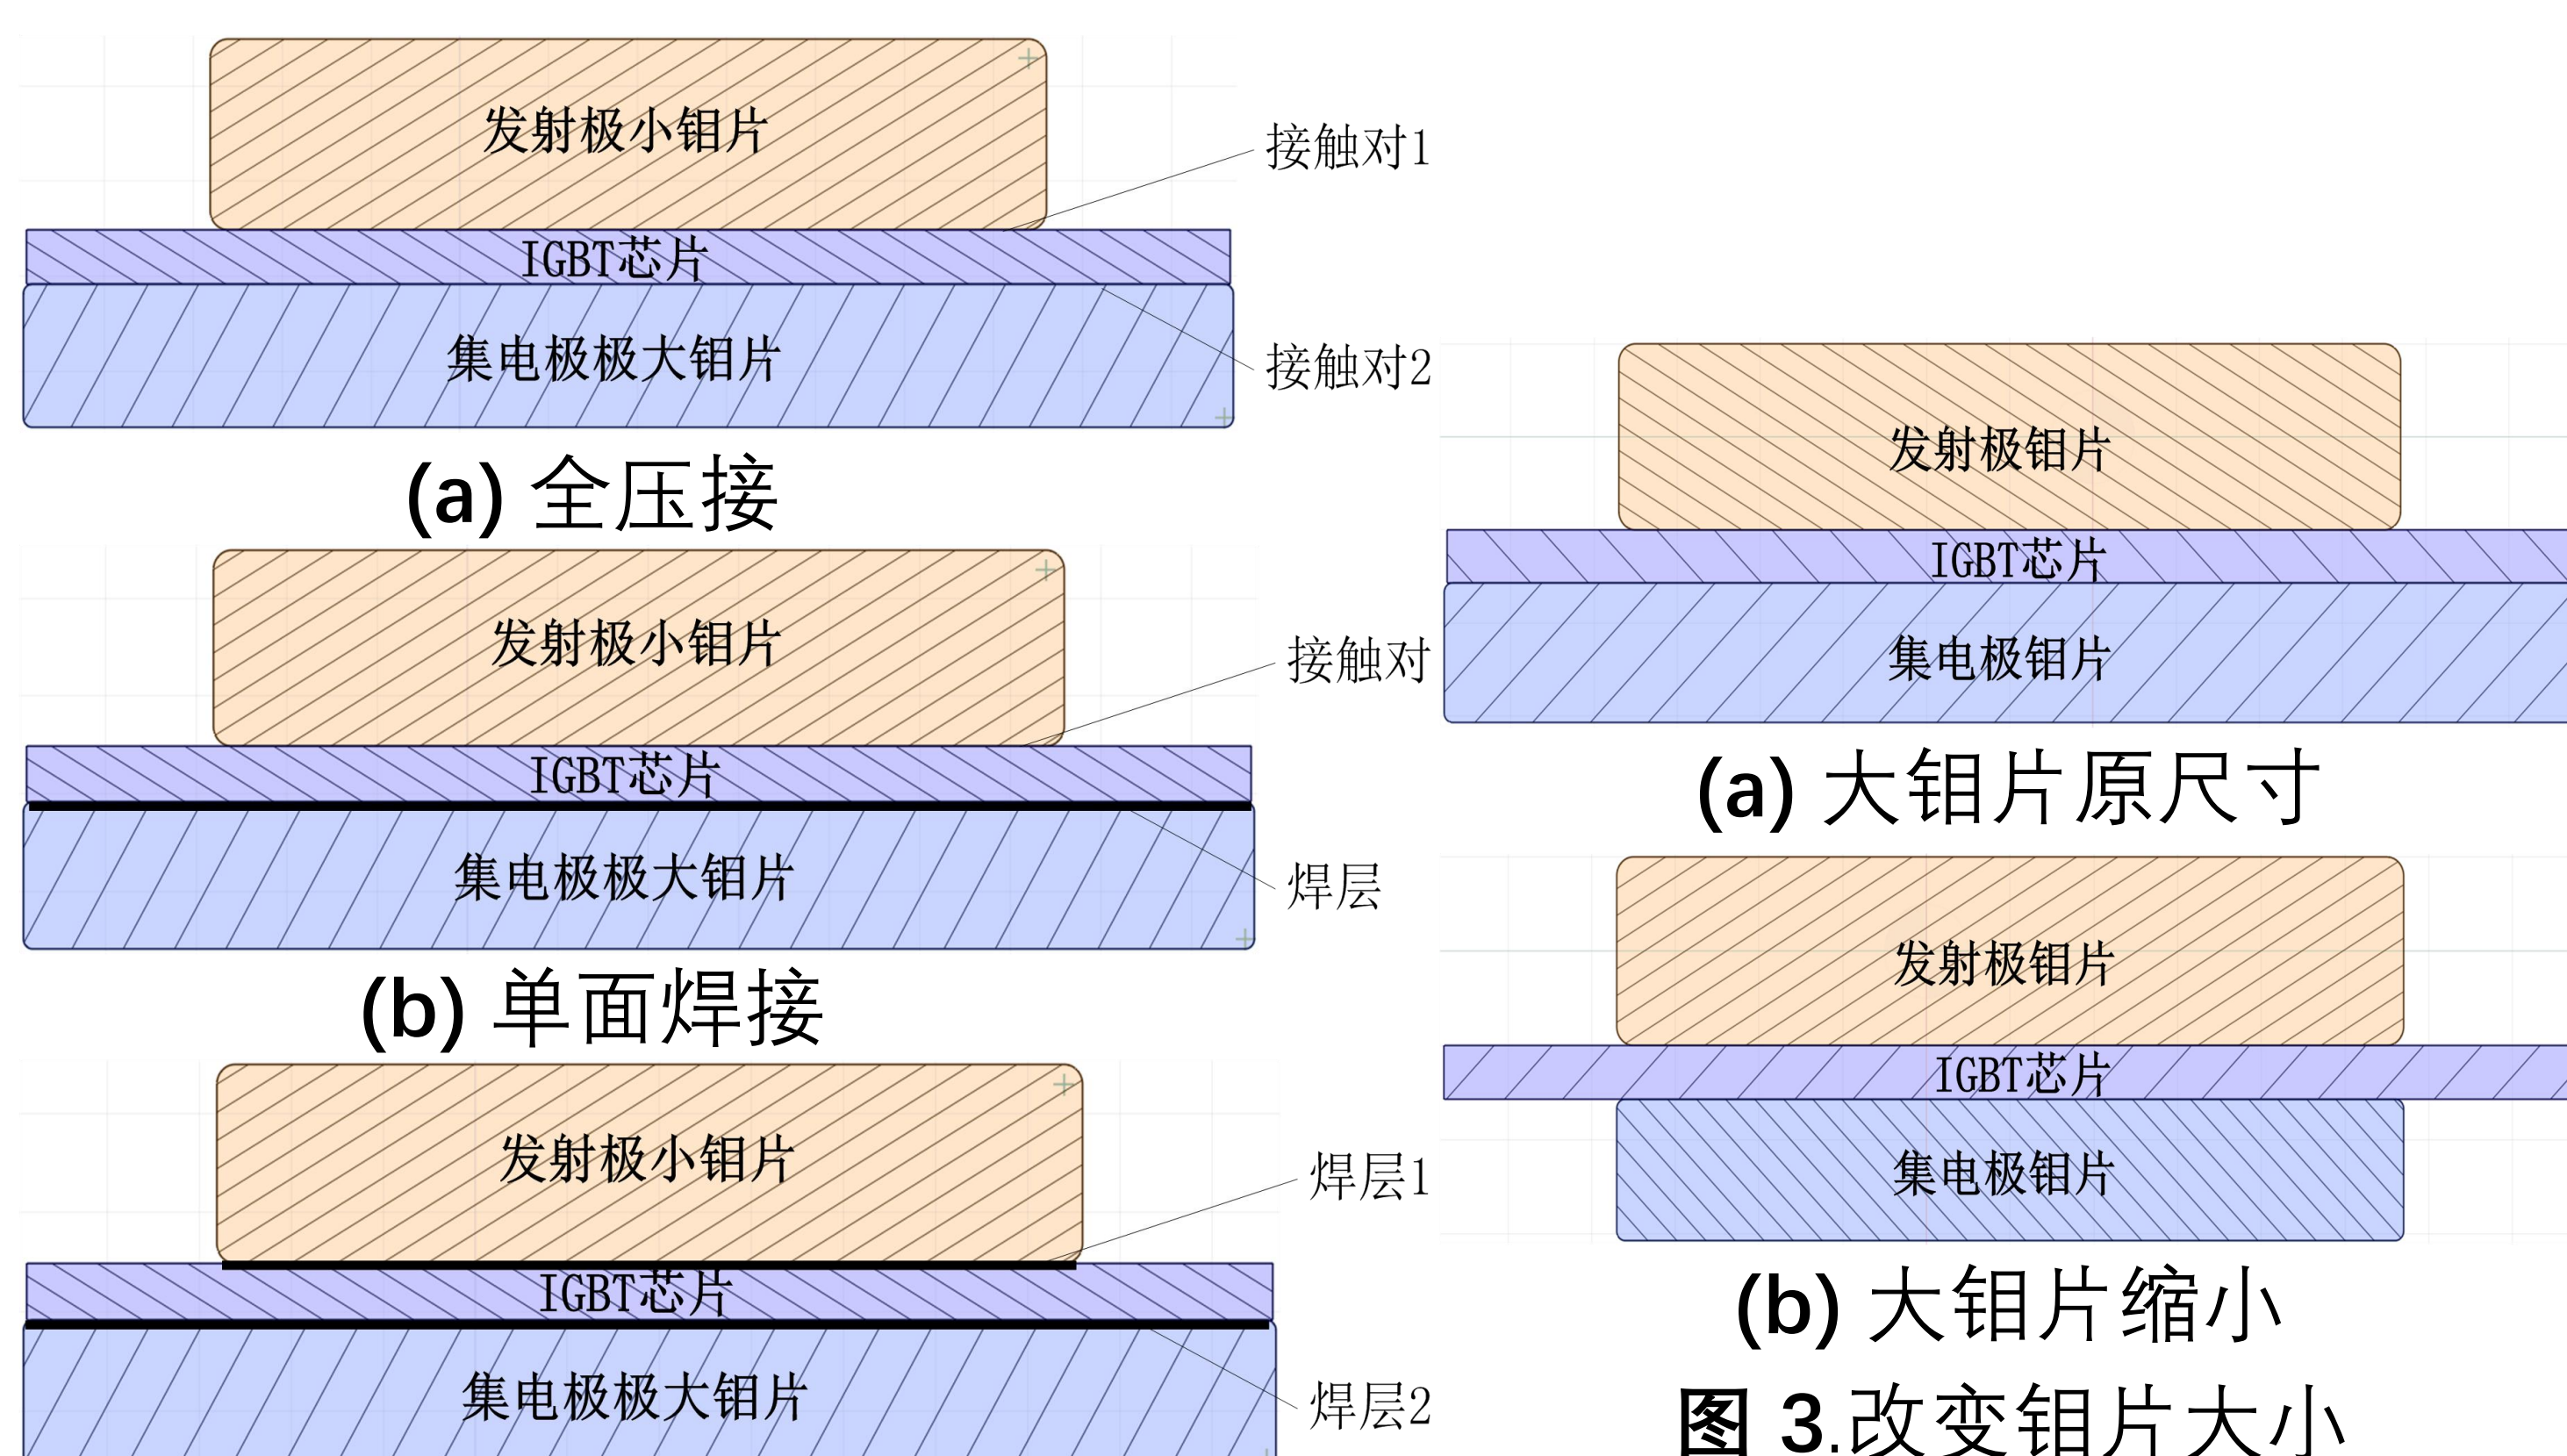 发射极小钼片
接触对1
IGBT芯片
集电极极大钼片
接触对2
(a) 全压接
发射极小钼片
接触对
IGBT芯片
集电极极大钼片
焊层
(b) 单面焊接
发射极小钼片
焊层1
IGBT芯片
集电极极大钼片
焊层2
发射极钼片
IGBT芯片
集电极钼片
(a) 大钼片原尺寸
发射极钼片
IGBT芯片
集电极钼片
(b) 大钼片缩小
图 3.改变钼片大小